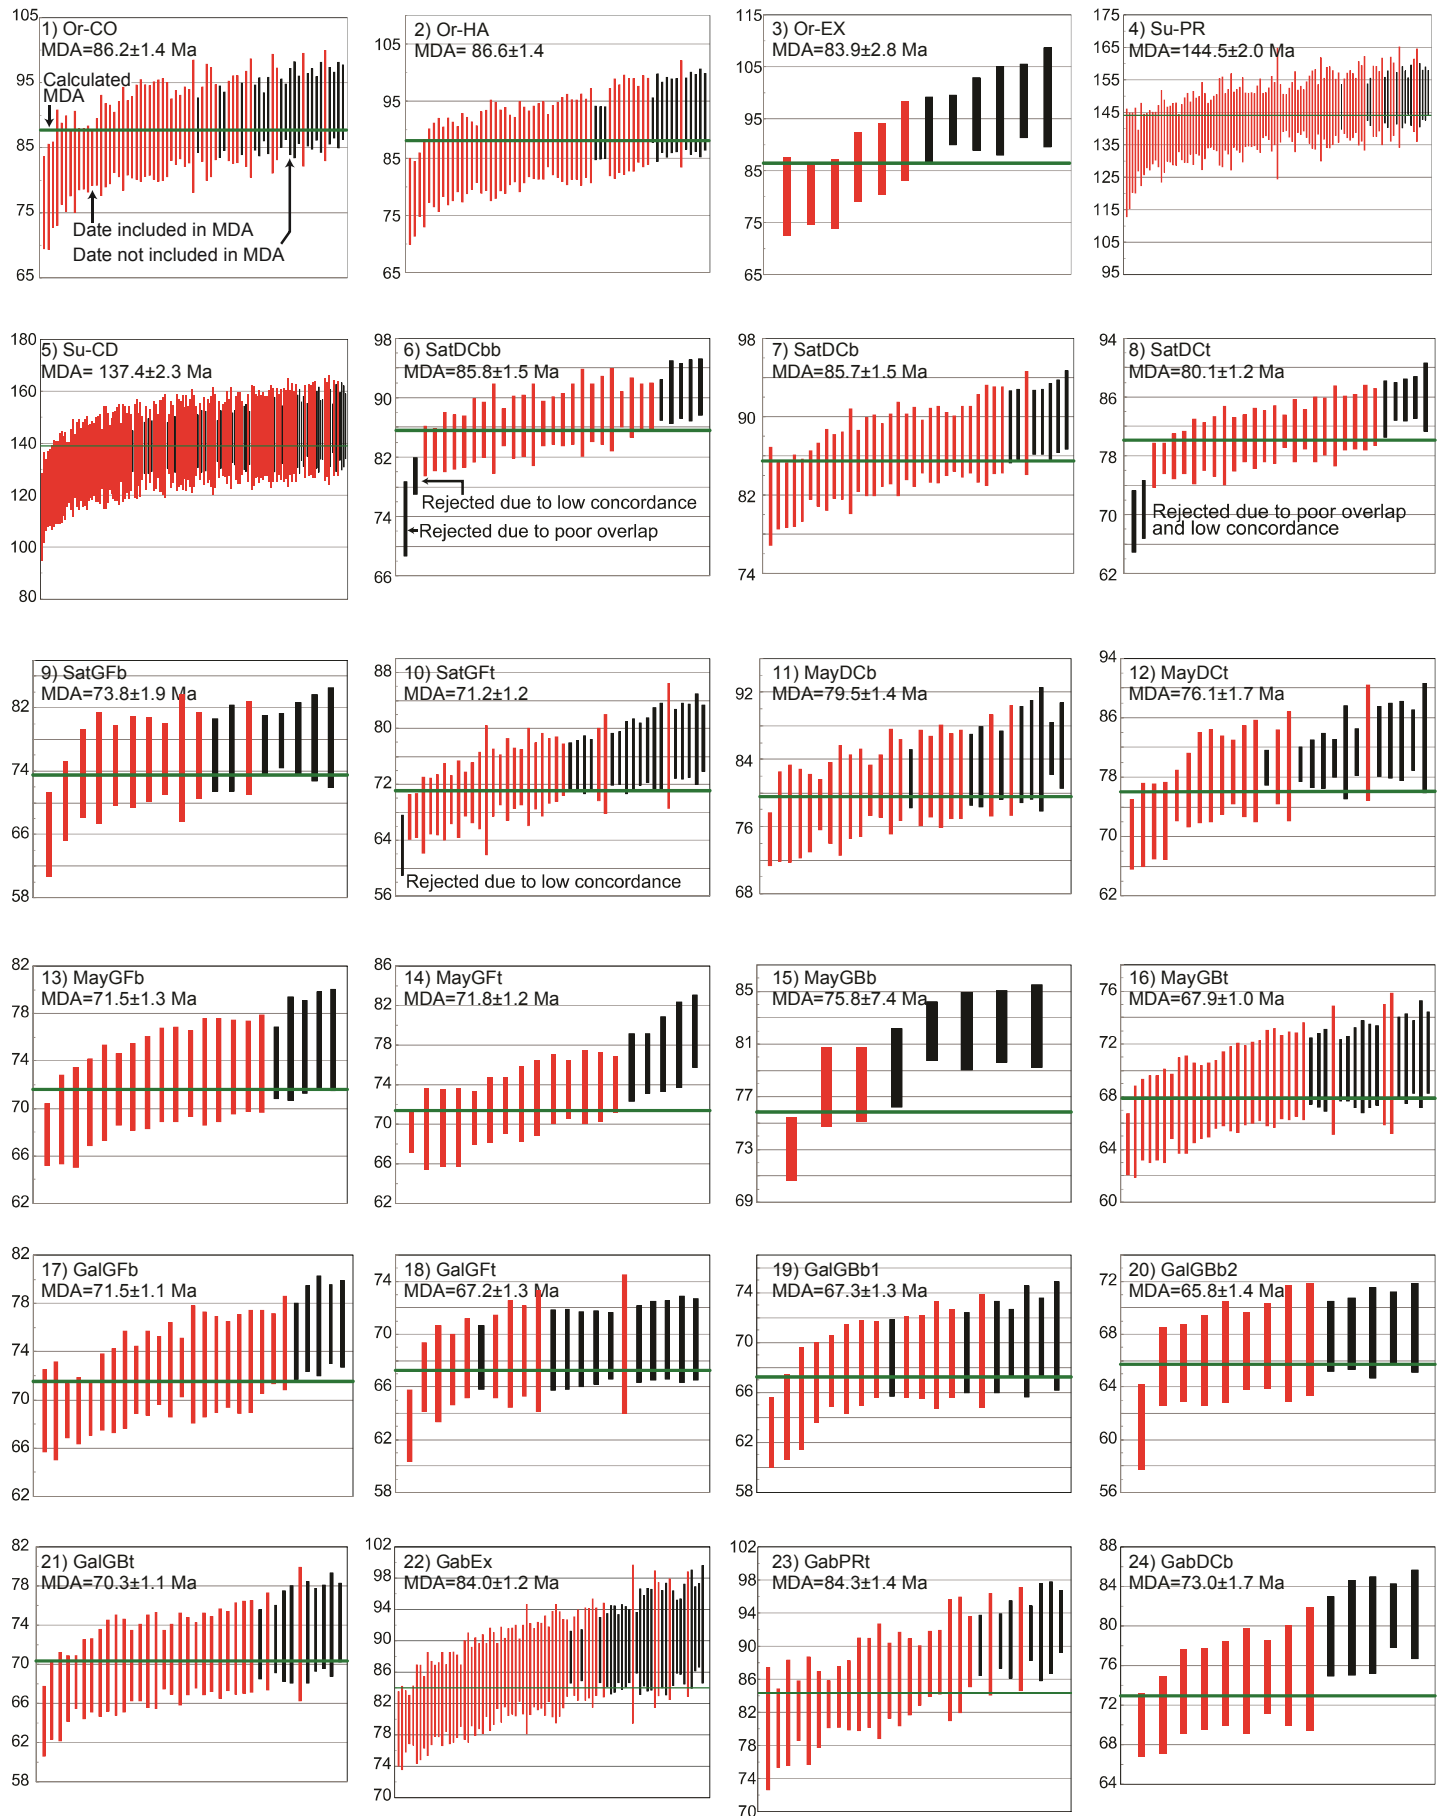 1) Or-CO
MDA=86.2±1.4 Ma
Calculated
MDA
Date included in MDA
Date not included in MDA
105
95
85
75
65
2) Or-HA
MDA= 86.6±1.4
105
95
85
75
65
3) Or-EX
MDA=83.9±2.8 Ma
115
105
95
85
75
65
4) Su-PR
MDA=144.5±2.0 Ma
175
165
155
145
135
125
115
105
95
5) Su-CD
MDA= 137.4±2.3 Ma
180
160
140
120
100
80
6) SatDCbb
MDA=85.8±1.5 Ma
Rejected due to low concordance
Rejected due to poor overlap
98
90
82
74
66
7) SatDCb
MDA=85.7±1.5 Ma
98
90
82
74
8) SatDCt
MDA=80.1±1.2 Ma
Rejected due to poor overlap
and low concordance
94
86
78
70
62
9) SatGFb
MDA=73.8±1.9 Ma
82
74
66
58
10) SatGFt
MDA=71.2±1.2
Rejected due to low concordance
88
80
72
64
56
11) MayDCb
MDA=79.5±1.4 Ma
92
84
76
68
12) MayDCt
MDA=76.1±1.7 Ma
94
86
78
70
62
13) MayGFb
MDA=71.5±1.3 Ma
82
78
74
70
66
62
14) MayGFt
MDA=71.8±1.2 Ma
86
82
78
74
70
66
62
15) MayGBb
MDA=75.8±7.4 Ma
85
81
76
73
69
16) MayGBt
MDA=67.9±1.0 Ma
76
72
68
64
60
17) GalGFb
MDA=71.5±1.1 Ma
82
78
74
70
66
62
18) GalGFt
MDA=67.2±1.3 Ma
74
70
66
62
58
19) GalGBb1
MDA=67.3±1.3 Ma
74
70
66
62
58
20) GalGBb2
MDA=65.8±1.4 Ma
72
68
64
60
56
21) GalGBt
MDA=70.3±1.1 Ma
82
78
74
70
66
62
58
22) GabEx
MDA=84.0±1.2 Ma
102
98
94
90
86
82
78
74
70
23) GabPRt
MDA=84.3±1.4 Ma
102
98
94
90
86
82
78
74
70
24) GabDCb
MDA=73.0±1.7 Ma
88
84
80
76
72
68
64